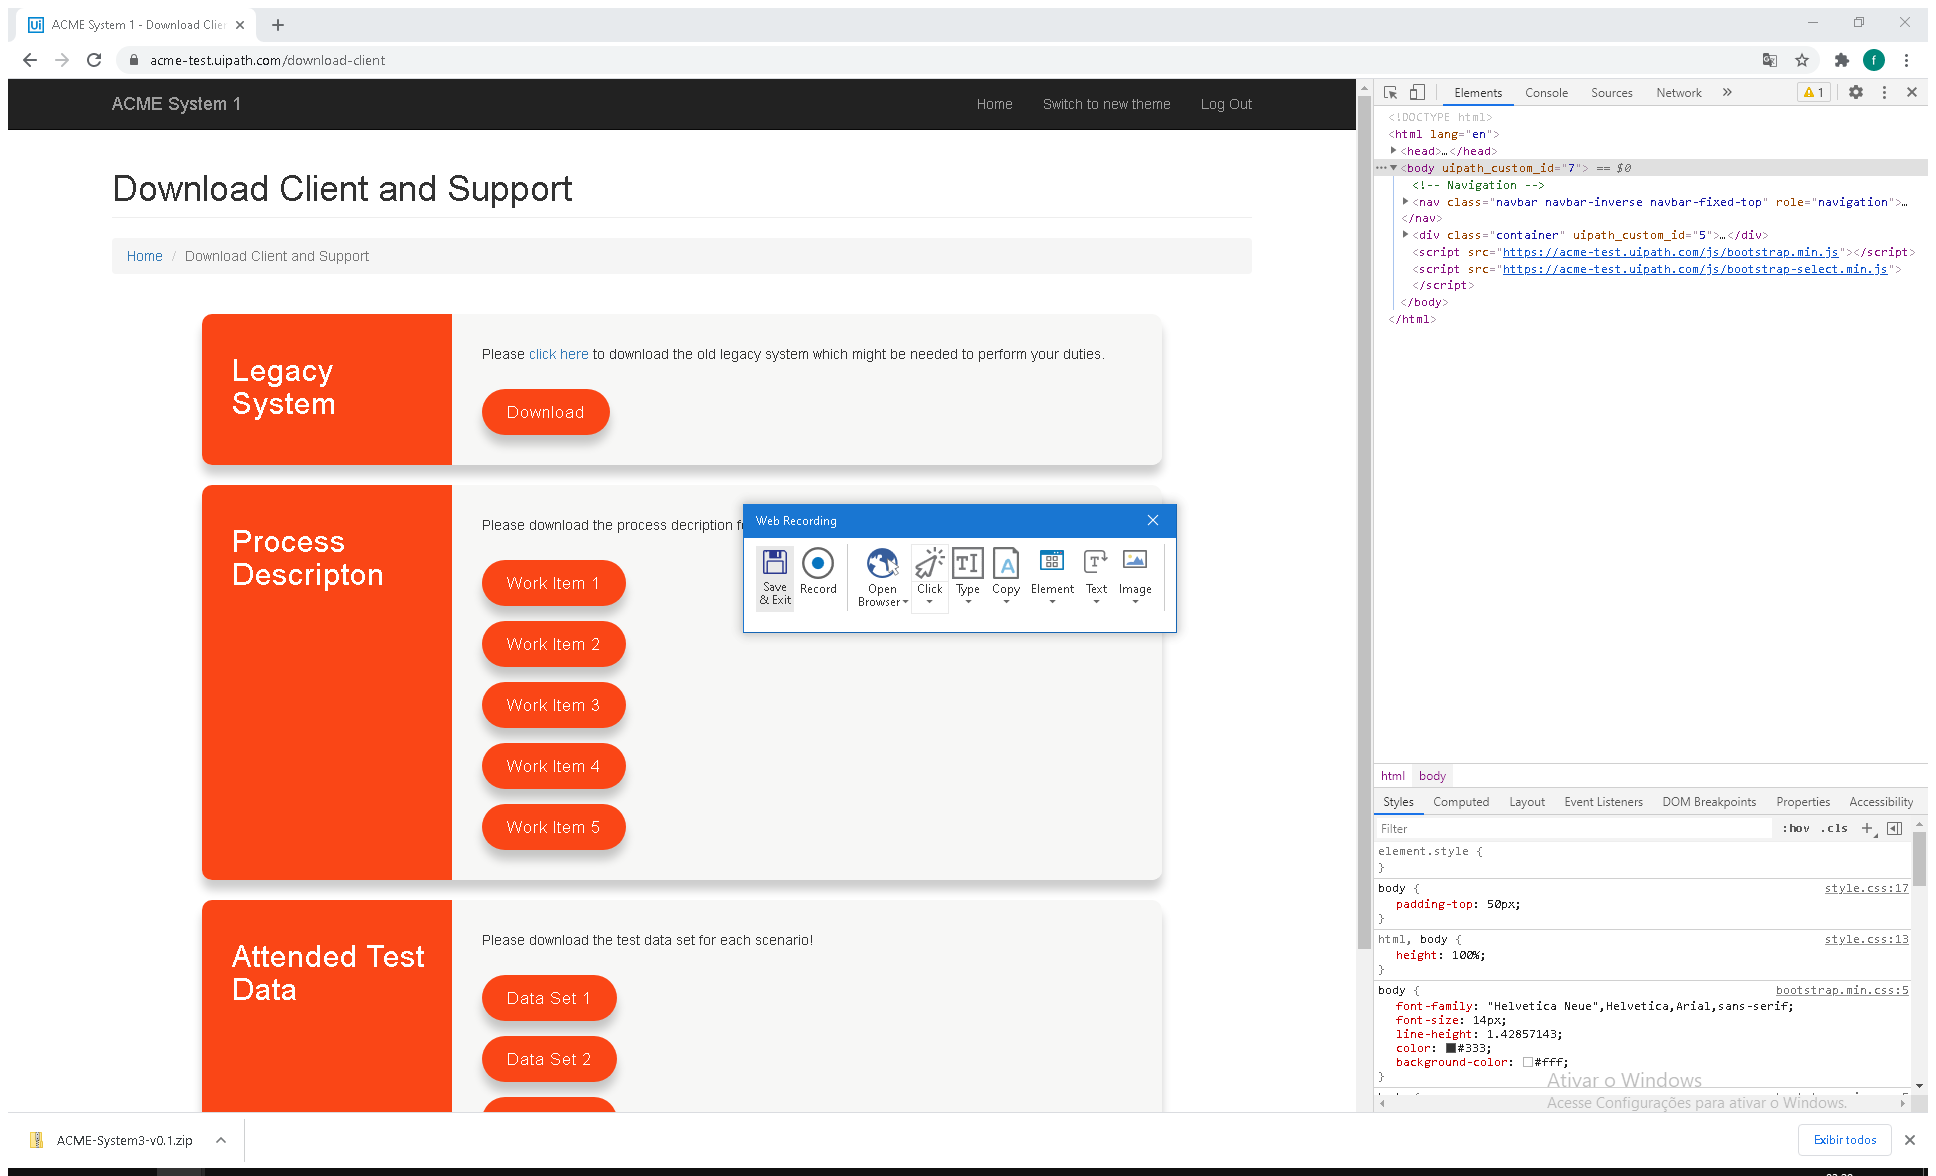 ACME System 1 - Download Clie
acme-test.uipath.com/download-client
f
ACME System 1
Home
Switch to new theme
Log Out
Download Client and Support
Home / Download Client and Support
Legacy
System
Please click here to download the old legacy system which might be needed to perform your duties.
Download
Process
Descripton
Please download the process decription f
Work Item 1
Work Item 2
Work Item 3
Work Item 4
Work Item 5
Attended Test
Data
Please download the test data set for each scenario!
Data Set 1
Data Set 2
Web Recording
Save
& Exit
Record
Open
Browser
Click
Type
Copy
Element
Text
Image
Elements
Console
Sources
Network
1
<!DOCTYPE html>
<html lang="en">
<head>…</head>
<body uipath_custom_id="7"> == $0
<!-- Navigation -->
<nav class="navbar navbar-inverse navbar-fixed-top" role="navigation">…
</nav>
<div class="container" uipath_custom_id="5">…</div>
<script src="https://acme-test.uipath.com/js/bootstrap.min.js"></script>
<script src="https://acme-test.uipath.com/js/bootstrap-select.min.js">
</script>
</body>
</html>
html
body
Styles
Computed
Layout
Event Listeners
DOM Breakpoints
Properties
Accessibility
Filter
:hov
.cls
element.style {
}
body {
style.css:17
padding-top: 50px;
}
html, body {
style.css:13
height: 100%;
}
body {
bootstrap.min.css:5
font-family: "Helvetica Neue",Helvetica,Arial,sans-serif;
font-size: 14px;
line-height: 1.42857143;
color: #333;
background-color: #fff;
}
Ativar o Windows
Acesse Configurações para ativar o Windows.
ACME-System3-v0.1.zip
Exibir todos